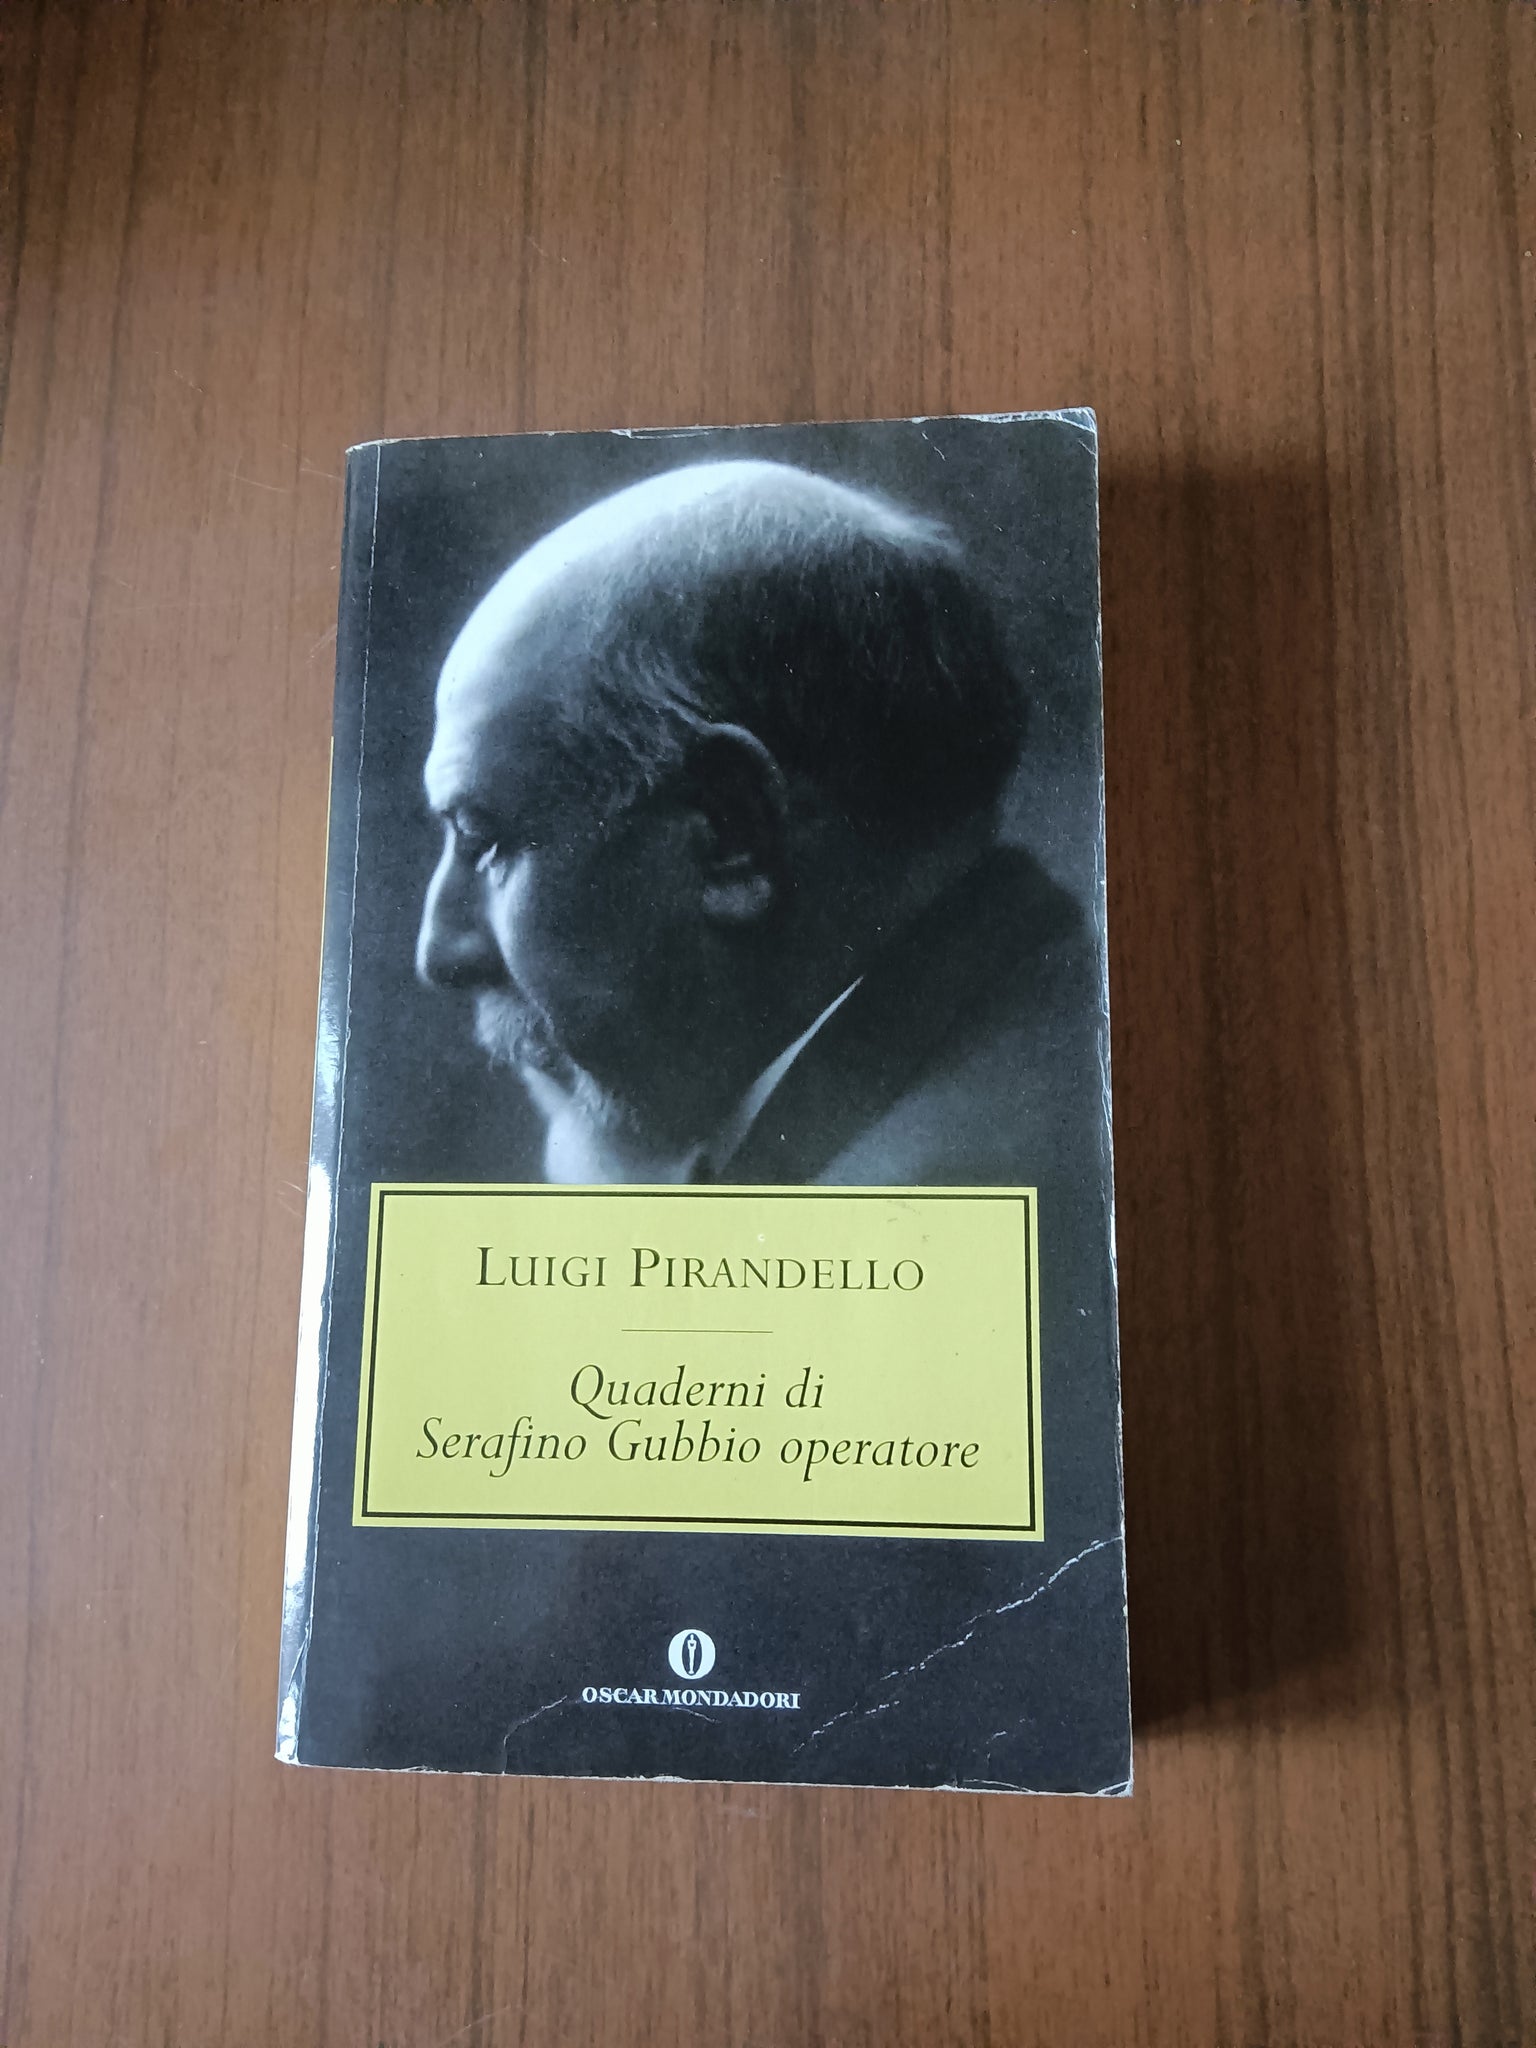 LUIGI PIRANDELLO
Quaderni di
Serafino Gubbio operatore
OSCAR MONDADORI